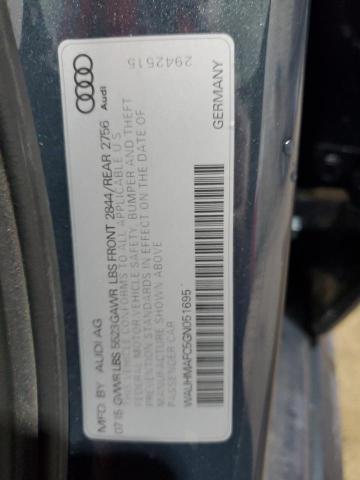 MFD BY AUDI AG
07.15 GVWR LBS 5523 GAWR LBS FRONT 2844/REAR 2756
THIS VEHICLE CONFORMS TO ALL APPLICABLE U S
FEDERAL MOTOR VEHICLE SAFETY, BUMPER AND THEFT
PREVENTION STANDARDS IN EFFECT ON THE DATE OF
MANUFACTURE SHOWN ABOVE
PASSENGER CAR
WAUHMAFC5GN051695
Audi
2942515
GERMANY